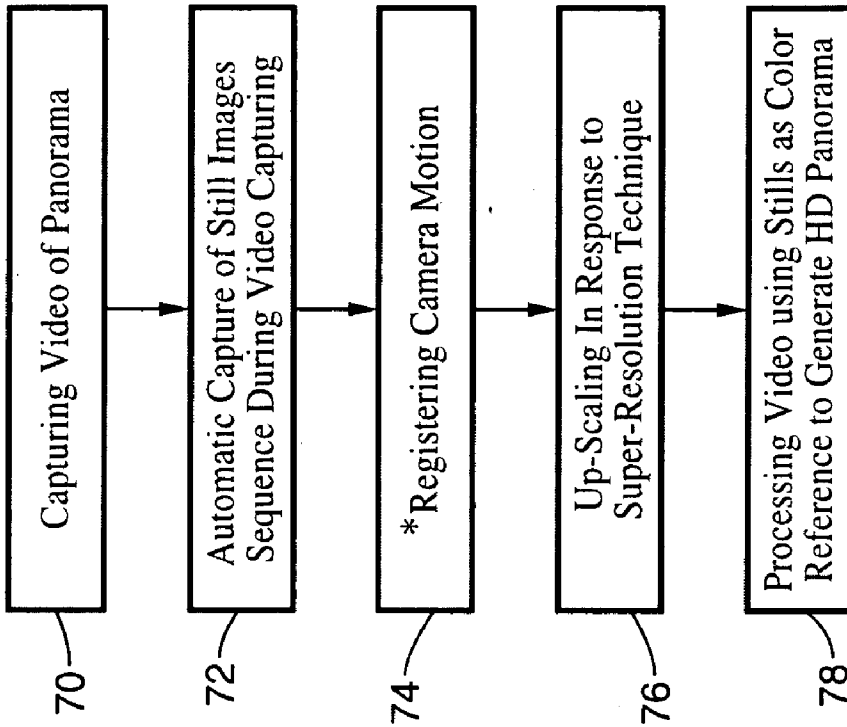 70
Capturing Video of Panorama
72
Automatic Capture of Still Images
Sequence During Video Capturing
74
*Registering Camera Motion
76
Up-Scaling In Response to
Super-Resolution Technique
78
Processing Video using Stills as Color
Reference to Generate HD Panorama